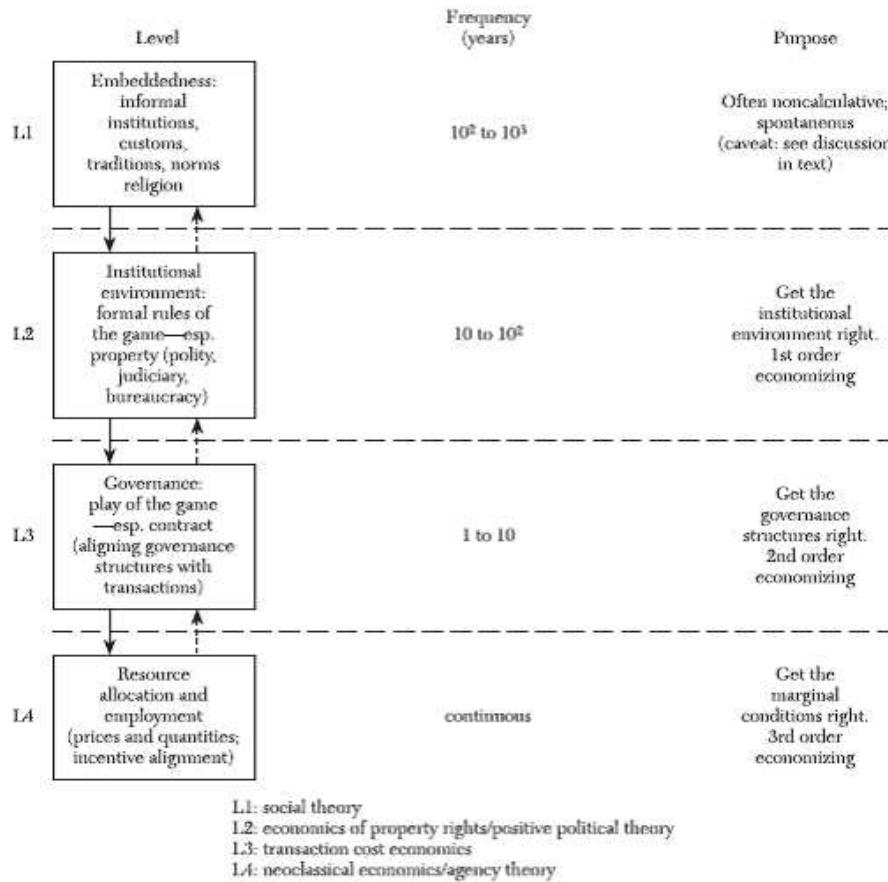 Level
Frequency
(years)
Purpose
L1
Embeddedness:
informal
institutions,
customs,
traditions, norms
religion
10² to 10³
Often noncalculative;
spontaneous
(caveat: see discussion
in text)
L2
Institutional
environment:
formal rules of
the game—esp.
property (polity,
judiciary,
bureaucracy)
10 to 10²
Get the
institutional
environment right.
1st order
economizing
L3
Governance:
play of the game
—esp. contract
(aligning governance
structures with
transactions)
1 to 10
Get the
governance
structures right.
2nd order
economizing
L4
Resource
allocation and
employment
(prices and quantities;
incentive alignment)
continuous
Get the
marginal
conditions right.
3rd order
economizing
L1: social theory
L2: economics of property rights/positive political theory
L3: transaction cost economics
L4: neoclassical economics/agency theory